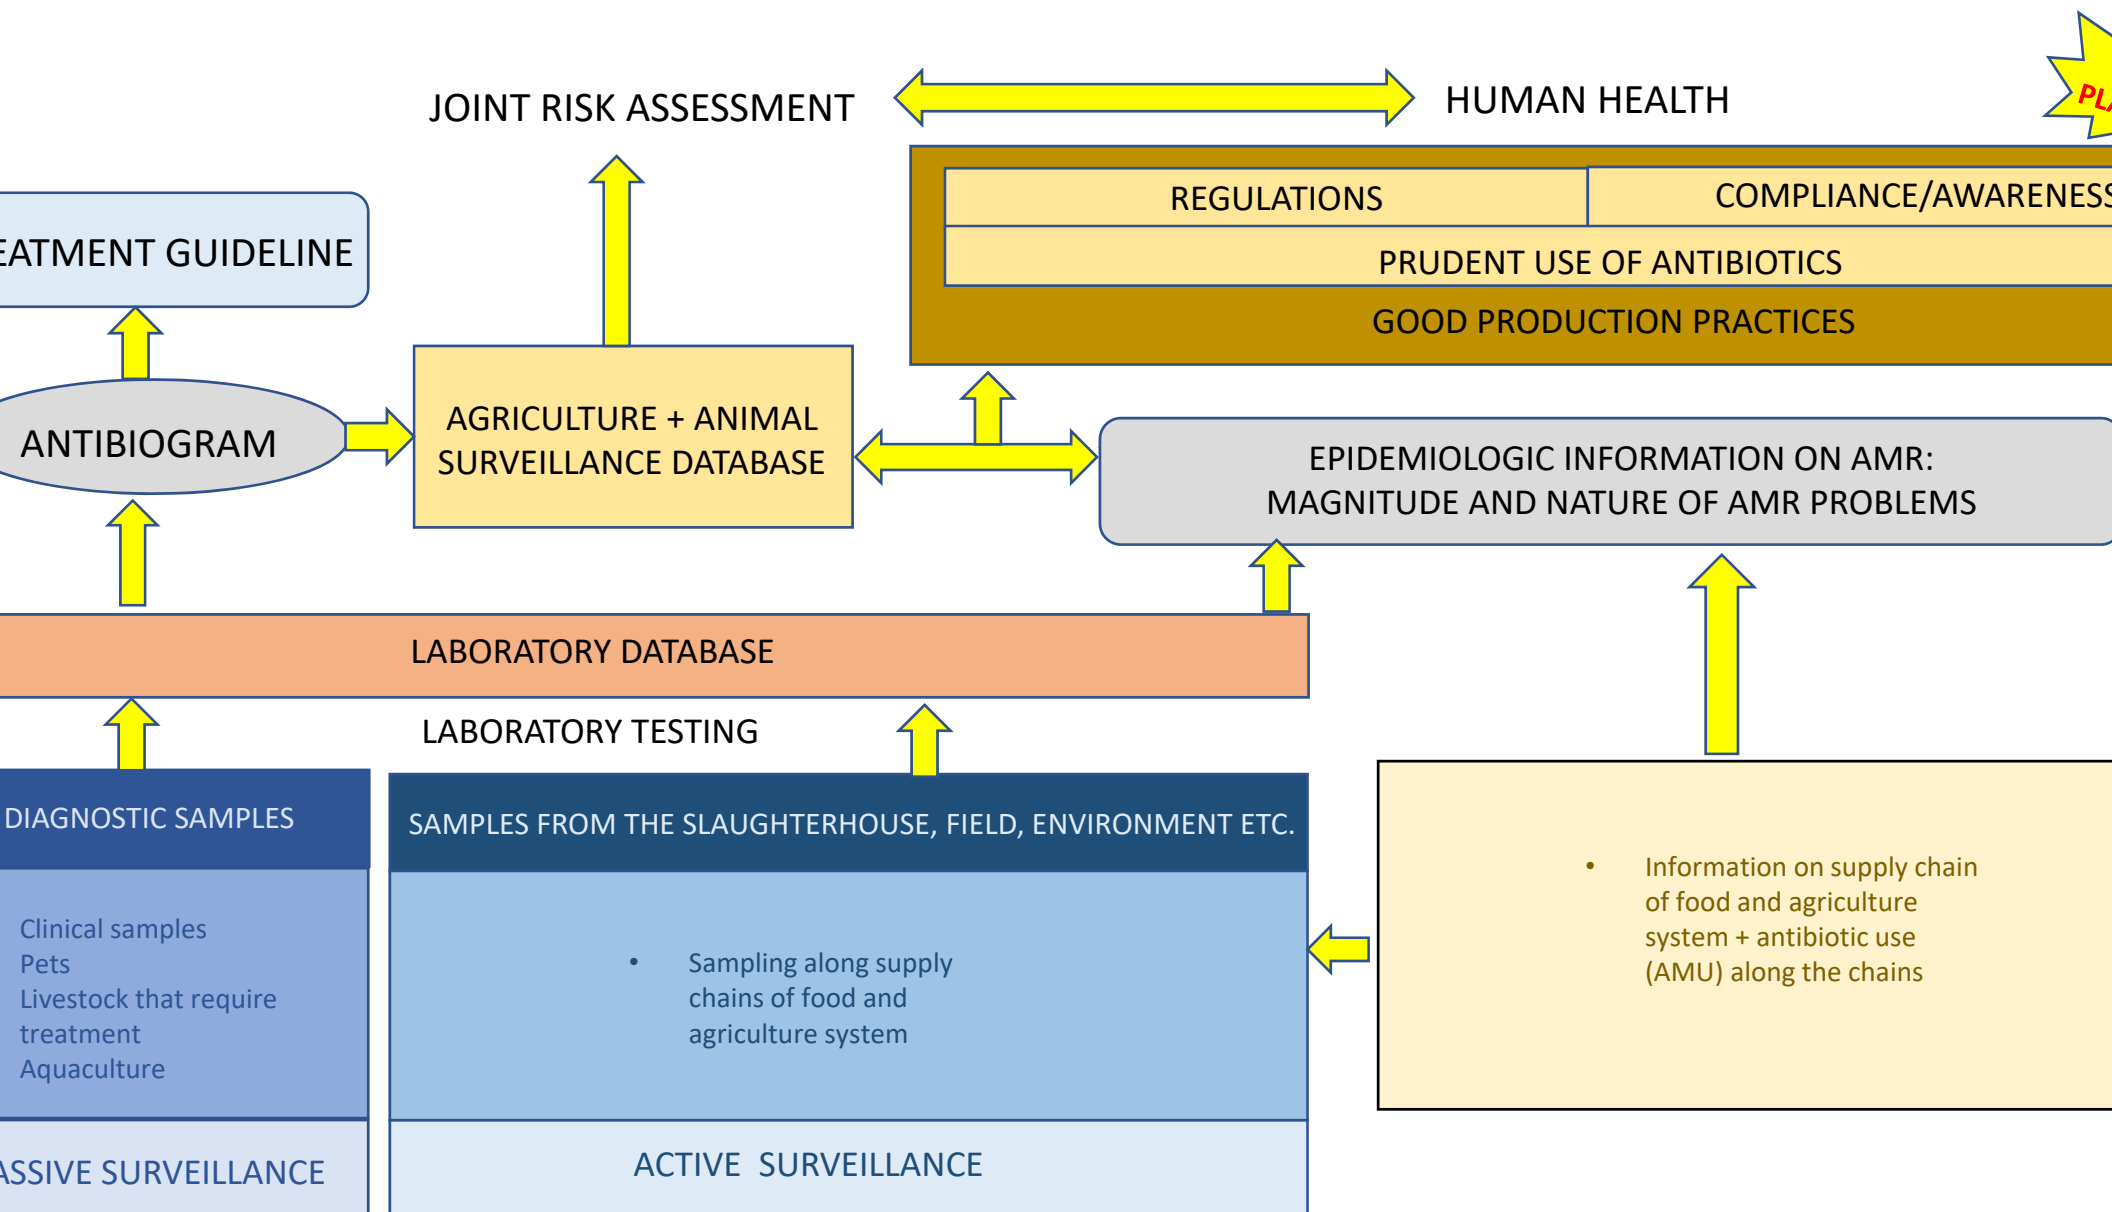 JOINT RISK ASSESSMENT
HUMAN HEALTH
REGULATIONS
COMPLIANCE/AWARENESS
PRUDENT USE OF ANTIBIOTICS
GOOD PRODUCTION PRACTICES
EATMENT GUIDELINE
ANTIBIOGRAM
AGRICULTURE + ANIMAL
SURVEILLANCE DATABASE
EPIDEMIOLOGIC INFORMATION ON AMR:
MAGNITUDE AND NATURE OF AMR PROBLEMS
LABORATORY DATABASE
LABORATORY TESTING
DIAGNOSTIC SAMPLES
Clinical samples
Pets
Livestock that require
treatment
Aquaculture
ASSIVE SURVEILLANCE
SAMPLES FROM THE SLAUGHTERHOUSE, FIELD, ENVIRONMENT ETC.
• Sampling along supply
chains of food and
agriculture system
ACTIVE SURVEILLANCE
• Information on supply chain
of food and agriculture
system + antibiotic use
(AMU) along the chains